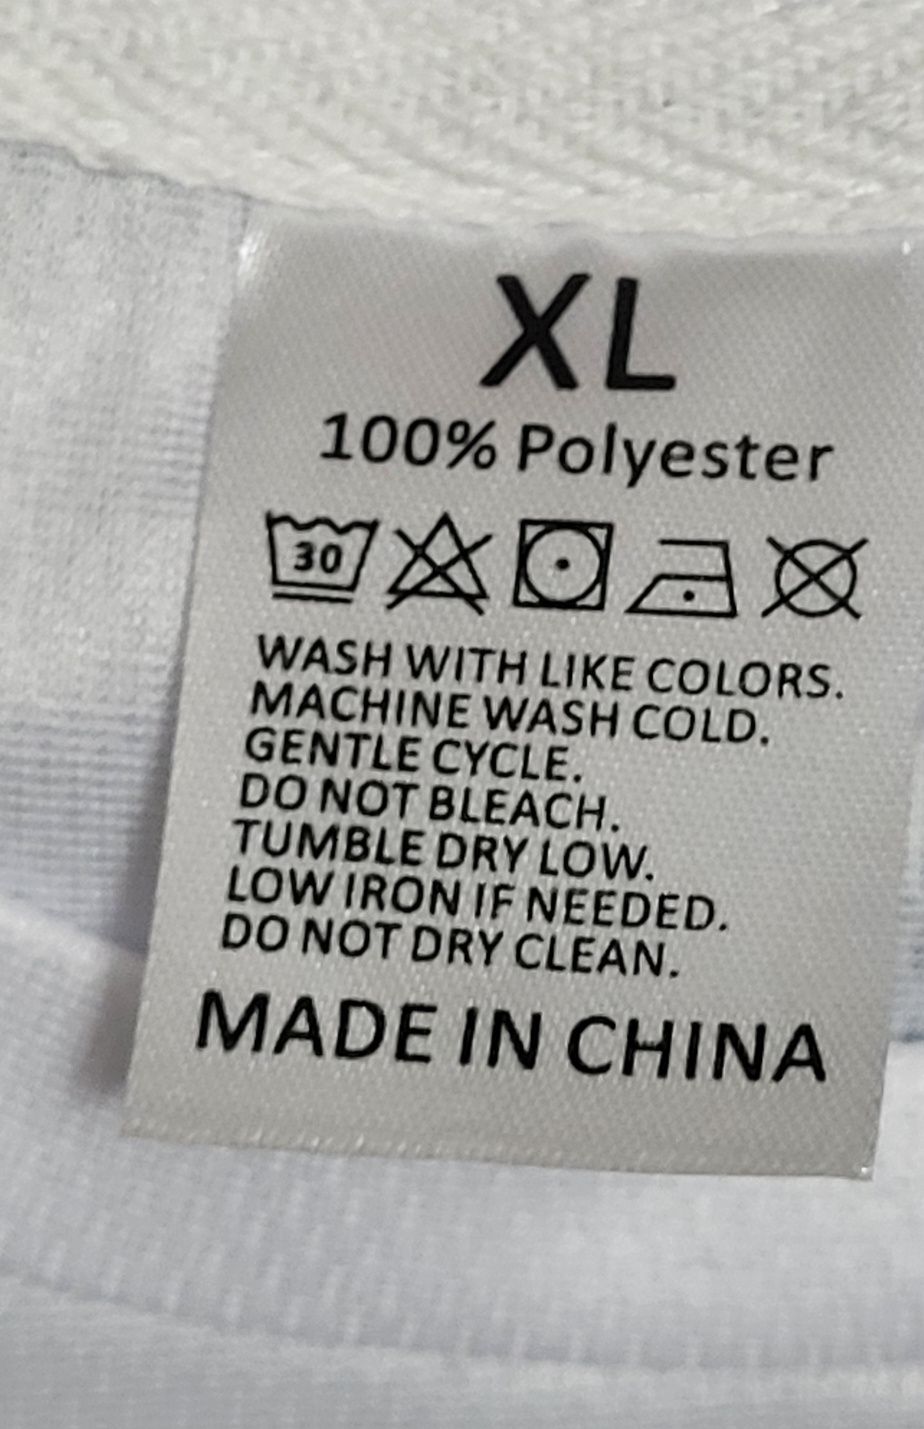 XL
100% Polyester
30
WASH WITH LIKE COLORS.
MACHINE WASH COLD.
GENTLE CYCLE.
DO NOT BLEACH.
TUMBLE DRY LOW.
LOW IRON IF NEEDED.
DO NOT DRY CLEAN.
MADE IN CHINA